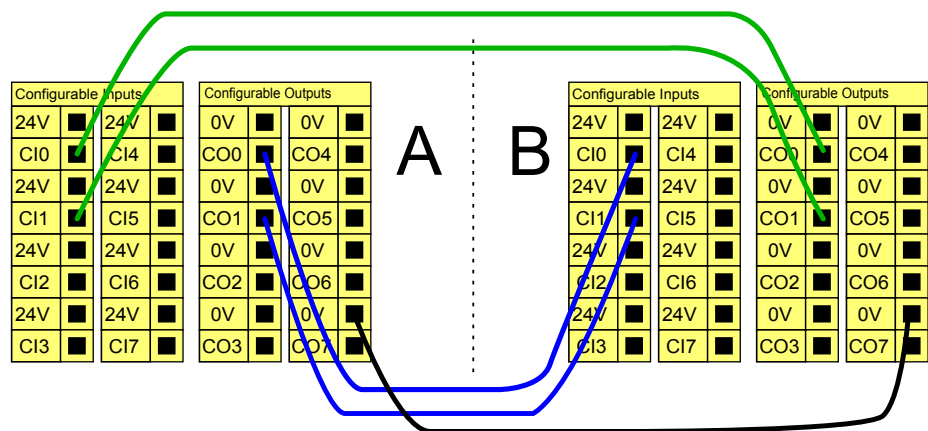 Configurable Inputs Configurable Outputs Configurable Inputs Configurable Outputs
24V 24V 0V 0V 24V 24V 0V 0V
CI0 CI4 CO0 CO4 A B CI0 CI4 CO0 CO4
24V 24V 0V 0V 24V 24V 0V 0V
CI1 CI5 CO1 CO5 CI1 CI5 CO1 CO5
24V 24V 0V 0V 24V 24V 0V 0V
CI2 CI6 CO2 CO6 CI2 CI6 CO2 CO6
24V 24V 0V 0V 24V 24V 0V 0V
CI3 CI7 CO3 CO7 CI3 CI7 CO3 CO7